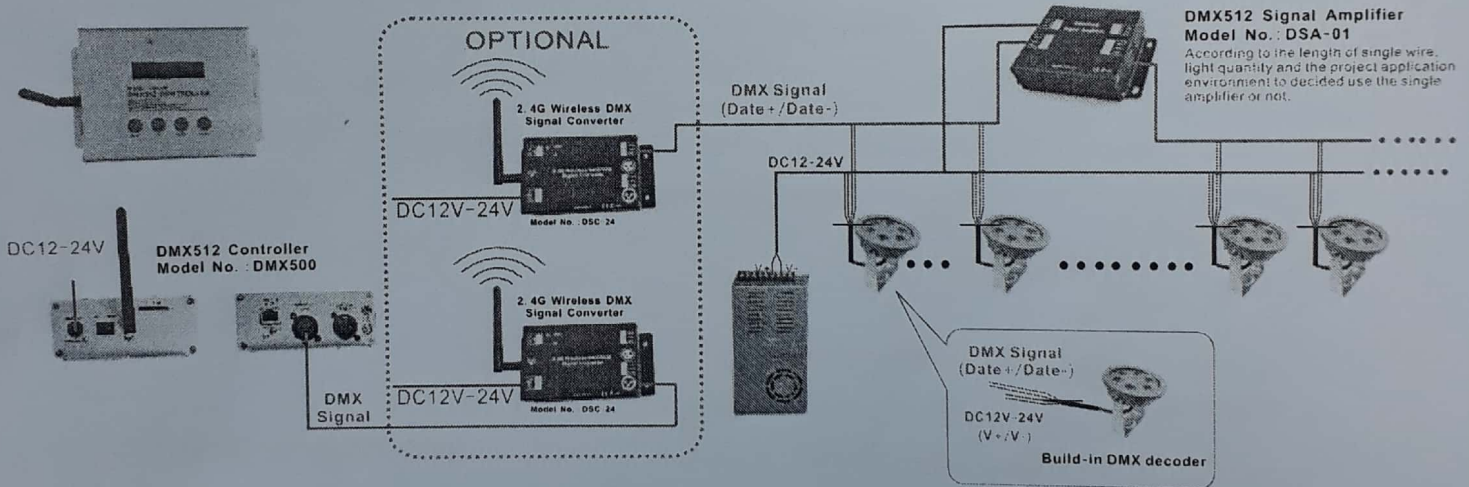 OPTIONAL
2.4G Wireless DMX
Signal Converter
DC12V-24V
Model No.: DSC-24
2.4G Wireless DMX
Signal Converter
DC12V-24V
Model No. DSC-24
DC12-24V
DMX512 Controller
Model No. : DMX500
DMX
Signal
DMX Signal
(Date+/Date-)
DC12-24V
DMX512 Signal Amplifier
Model No.: DSA-01
According to the length of single wire,
light quantity and the project application
environment to decided use the single
amplifier or not.
DMX Signal
(Date+/Date-)
DC12V-24V
(V+/V-)
Build-in DMX decoder